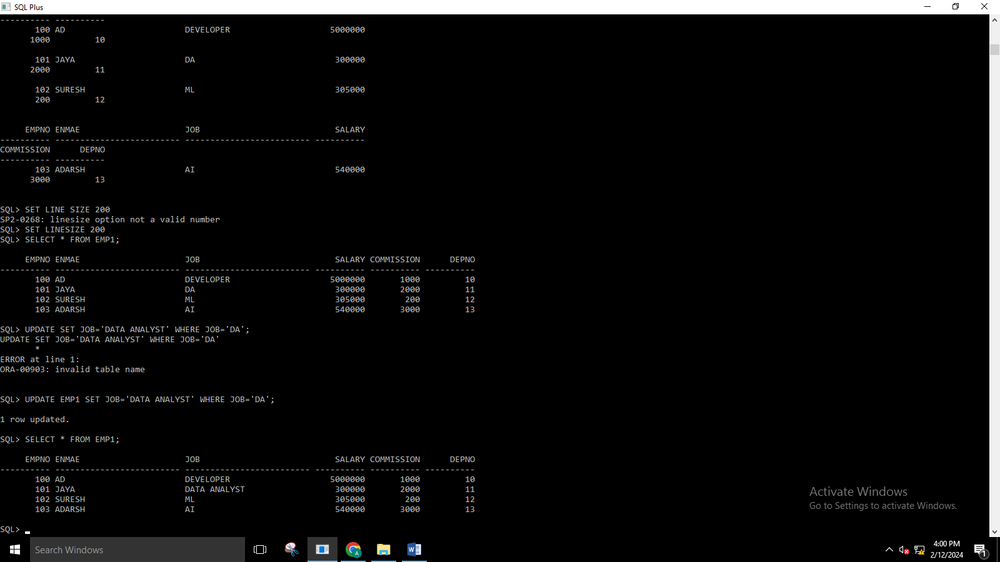 SQL Plus
---------- ----------
       100 AD                        DEVELOPER                    5000000
      1000         10
       101 JAYA                      DA                            300000
      2000         11
       102 SURESH                    ML                            305000
       200         12
     EMPNO ENMAE                     JOB                           SALARY
---------- ------------------------- ------------------------- ----------
COMMISSION      DEPNO
---------- ----------
       103 ADARSH                    AI                            540000
      3000         13
SQL> SET LINE SIZE 200
SP2-0268: linesize option not a valid number
SQL> SET LINESIZE 200
SQL> SELECT * FROM EMP1;
     EMPNO ENMAE                     JOB                           SALARY COMMISSION      DEPNO
---------- ------------------------- ------------------------- ---------- ---------- ----------
       100 AD                        DEVELOPER                    5000000       1000         10
       101 JAYA                      DA                            300000       2000         11
       102 SURESH                    ML                            305000        200         12
       103 ADARSH                    AI                            540000       3000         13
SQL> UPDATE SET JOB='DATA ANALYST' WHERE JOB='DA';
UPDATE SET JOB='DATA ANALYST' WHERE JOB='DA'
       *
ERROR at line 1:
ORA-00903: invalid table name
SQL> UPDATE EMP1 SET JOB='DATA ANALYST' WHERE JOB='DA';
1 row updated.
SQL> SELECT * FROM EMP1;
     EMPNO ENMAE                     JOB                           SALARY COMMISSION      DEPNO
---------- ------------------------- ------------------------- ---------- ---------- ----------
       100 AD                        DEVELOPER                    5000000       1000         10
       101 JAYA                      DATA ANALYST                  300000       2000         11
       102 SURESH                    ML                            305000        200         12
       103 ADARSH                    AI                            540000       3000         13
SQL> _
Activate Windows
Go to Settings to activate Windows.
Search Windows
A
W
4:00 PM
2/12/2024
1